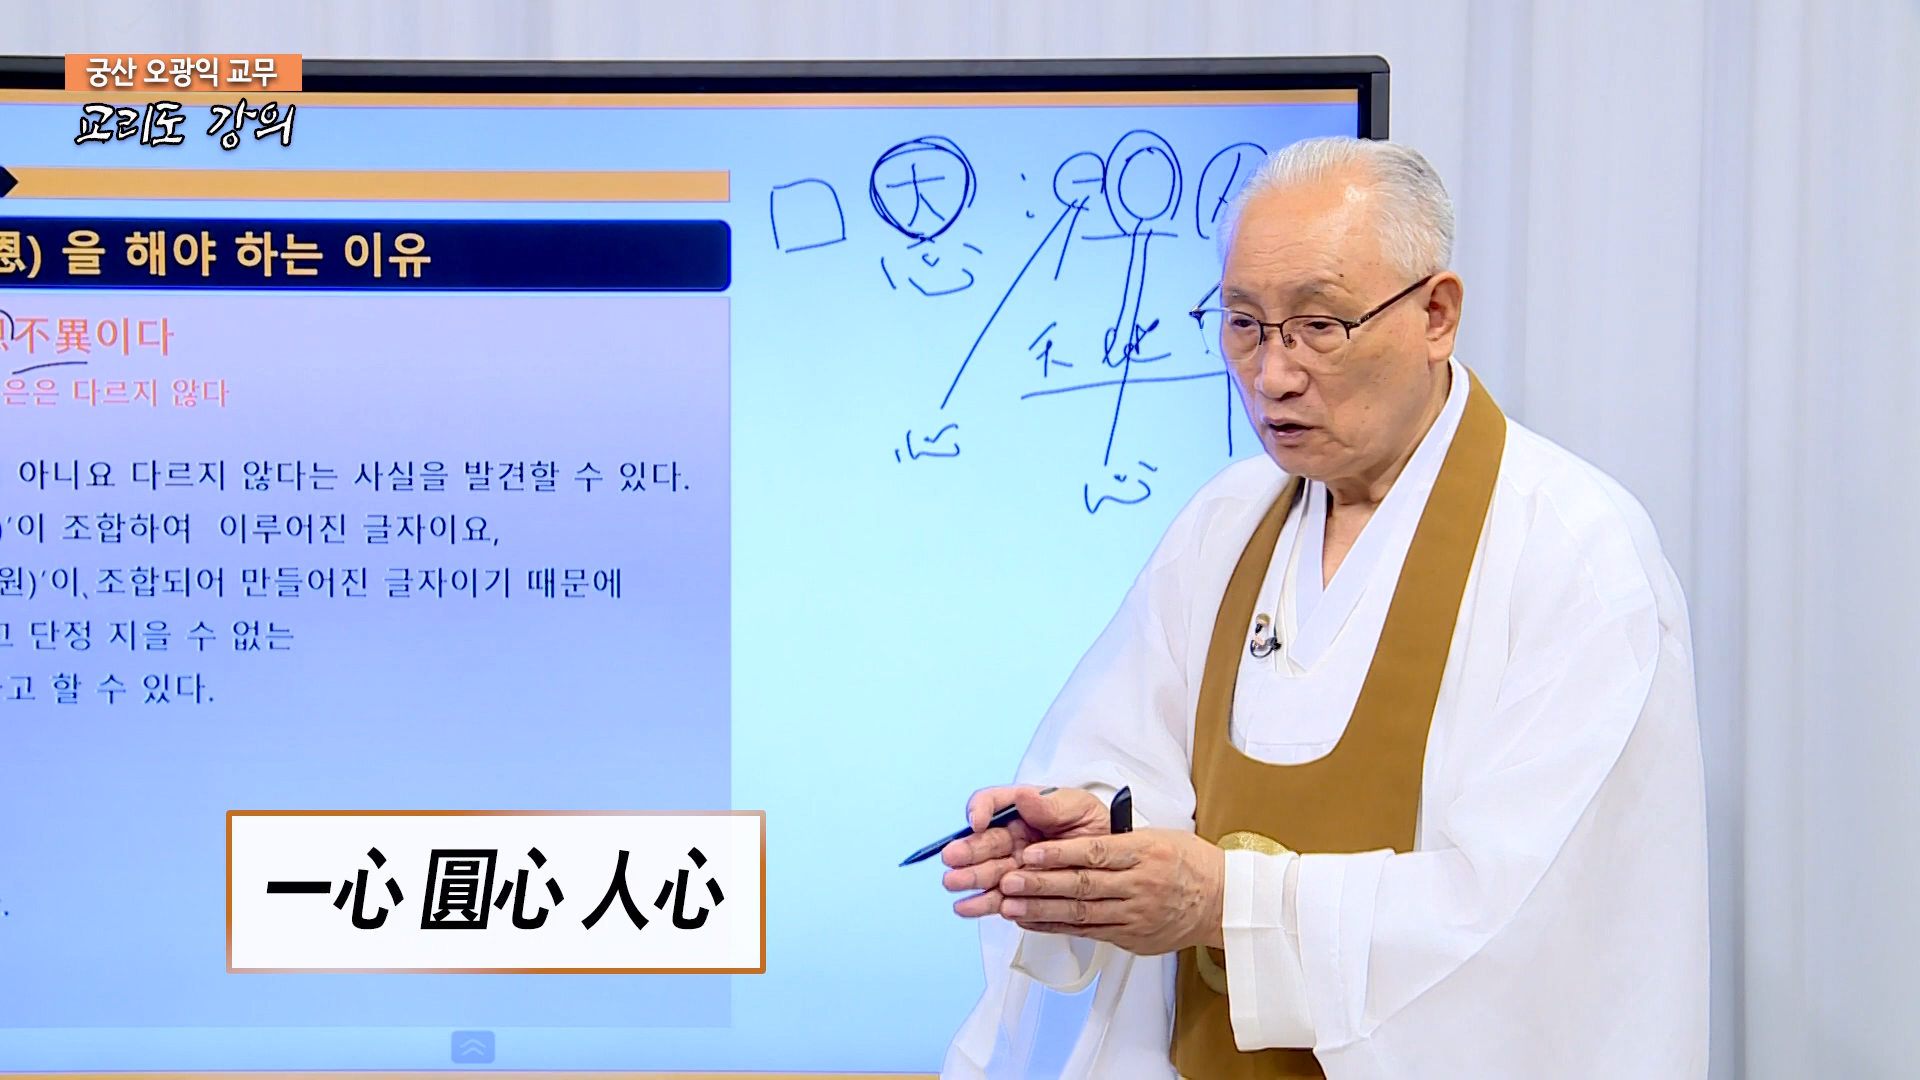 궁산 오광익 교무
교리도 강의
恩) 을 해야 하는 이유
不異이다
은은 다르지 않다
아니요 다르지 않다는 사실을 발견할 수 있다.
)’이 조합하여 이루어진 글자이요,
원)’이 조합되어 만들어진 글자이기 때문에
고 단정 지을 수 없는
고 할 수 있다.
口 大 : 一
心
天 地
心
心
一心 圓心 人心